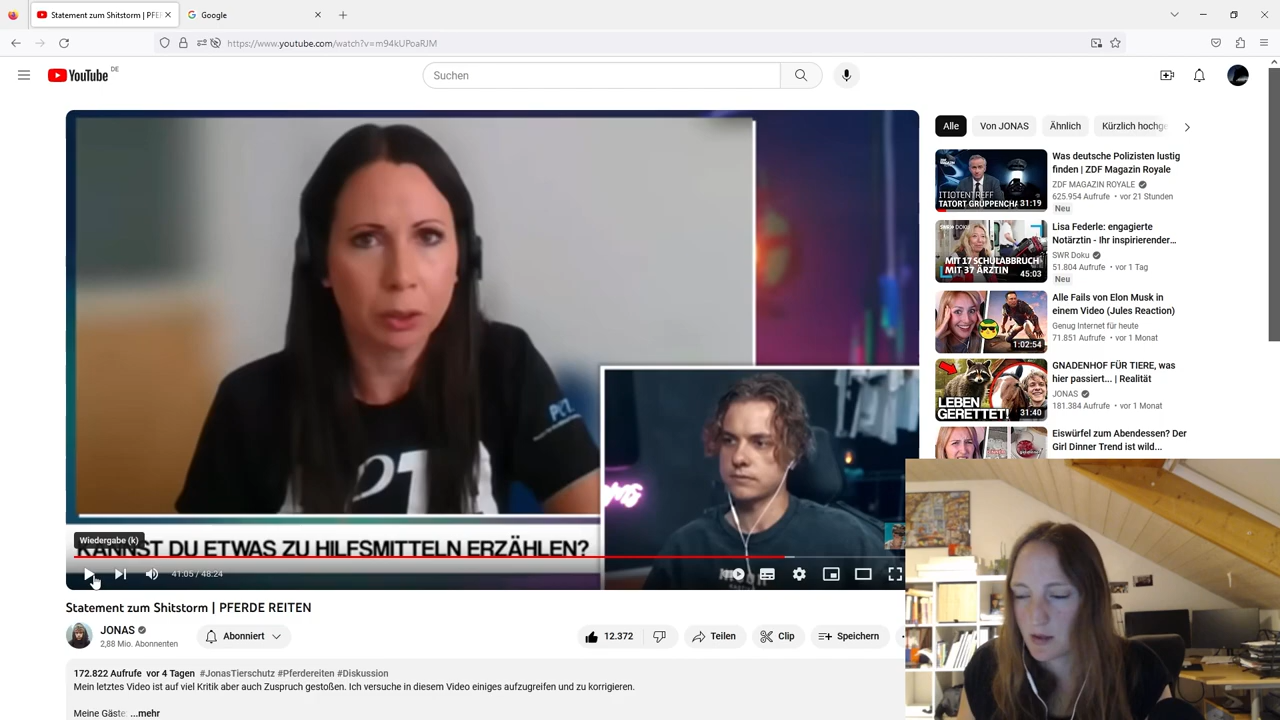 Statement zum Shitstorm | PFE
Google
https://www.youtube.com/watch?v=m94kUPoaRJM
YouTube DE
Suchen
Wiedergabe (k)
KANNST DU ETWAS ZU HILFSMITTELN ERZÄHLEN?
41:05 / 48:24
Statement zum Shitstorm | PFERDE REITEN
JONAS
2,88 Mio. Abonnenten
Abonniert
12.372
Teilen
Clip
Speichern
172.822 Aufrufe vor 4 Tagen #JonasTierschutz #Pferdereiten #Diskussion
Mein letztes Video ist auf viel Kritik aber auch Zuspruch gestoßen. Ich versuche in diesem Video einiges aufzugreifen und zu korrigieren.
Meine Gäste: ...mehr
Alle
Von JONAS
Ähnlich
Kürzlich hochge
TATORT GRUPPENCH
31:19
Was deutsche Polizisten lustig
finden | ZDF Magazin Royale
ZDF MAGAZIN ROYALE
625.954 Aufrufe • vor 21 Stunden
Neu
MIT 17 SCHULABBRUCH
MIT 37 ÄRZTIN
45:03
Lisa Federle: engagierte
Notärztin - Ihr inspirierender…
SWR Doku
51.804 Aufrufe • vor 1 Tag
Neu
1:02:54
Alle Fails von Elon Musk in
einem Video (Jules Reaction)
Genug Internet für heute
71.851 Aufrufe • vor 1 Monat
LEBEN
GERETTET!
31:40
GNADENHOF FÜR TIERE, was
hier passiert... | Realität
JONAS
181.384 Aufrufe • vor 1 Monat
Eiswürfel zum Abendessen? Der
Girl Dinner Trend ist wild...